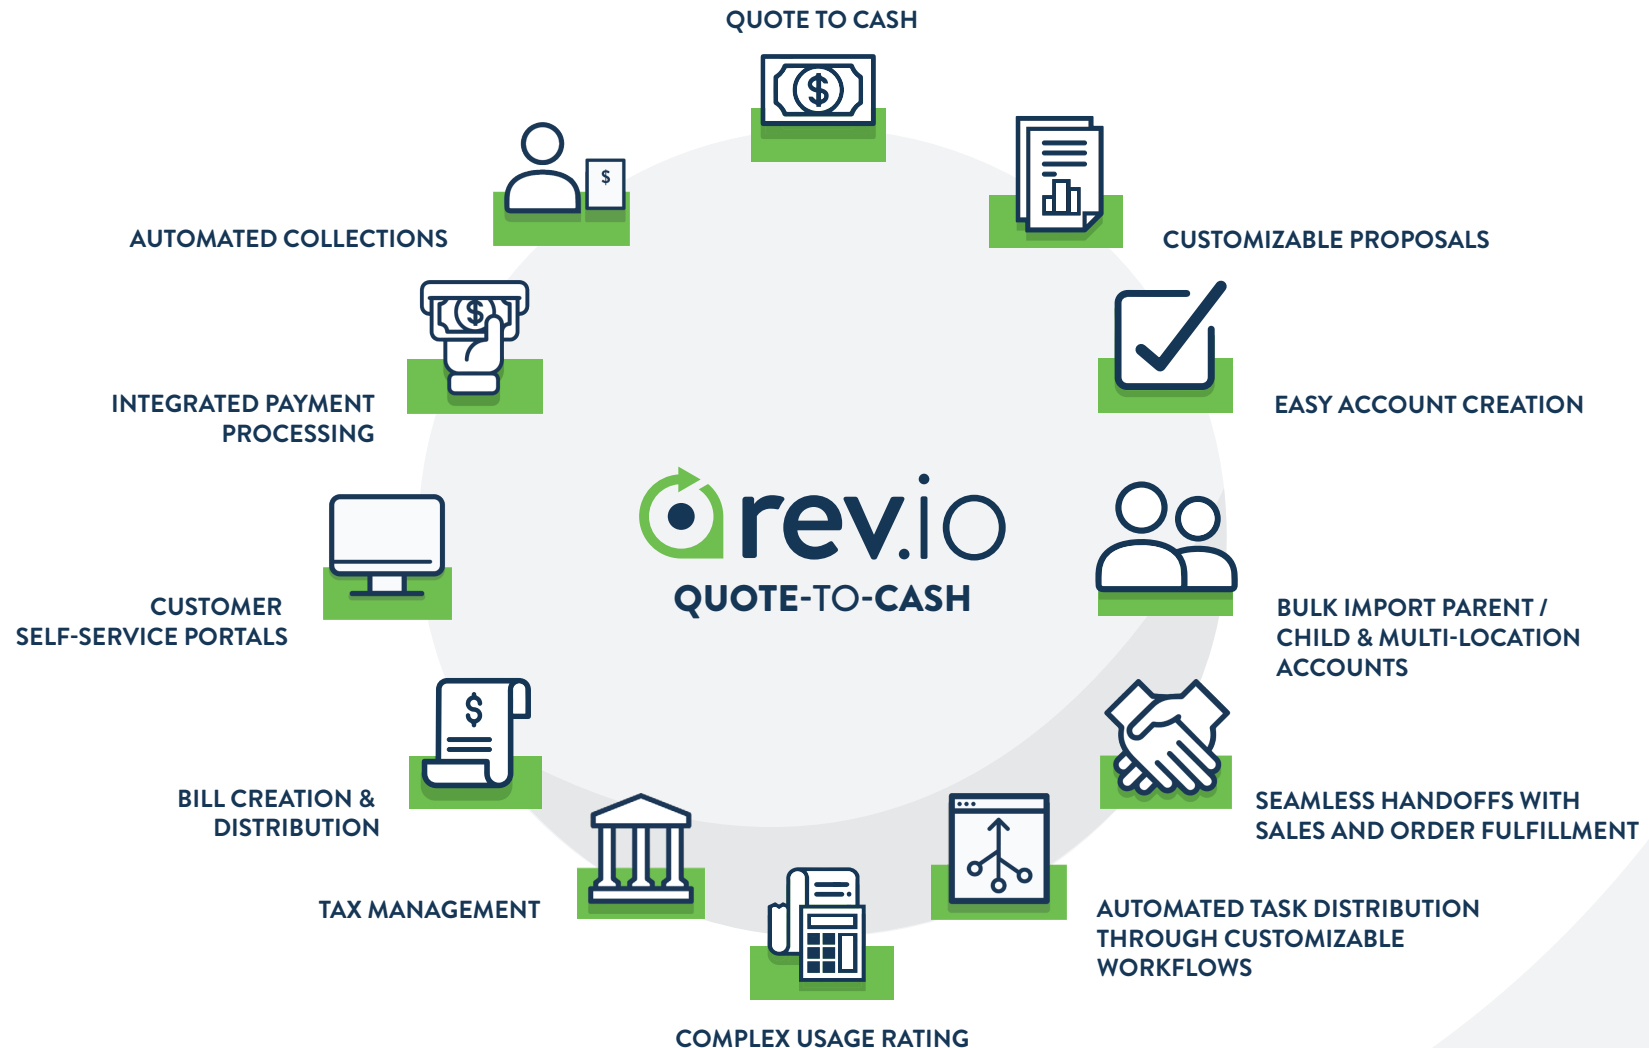 QUOTE TO CASH
$
$
AUTOMATED COLLECTIONS
CUSTOMIZABLE PROPOSALS
$
INTEGRATED PAYMENT
PROCESSING
EASY ACCOUNT CREATION
rev.io
QUOTE-TO-CASH
CUSTOMER
SELF-SERVICE PORTALS
BULK IMPORT PARENT /
CHILD & MULTI-LOCATION
ACCOUNTS
$
BILL CREATION &
DISTRIBUTION
SEAMLESS HANDOFFS WITH
SALES AND ORDER FULFILLMENT
TAX MANAGEMENT
AUTOMATED TASK DISTRIBUTION
THROUGH CUSTOMIZABLE
WORKFLOWS
COMPLEX USAGE RATING